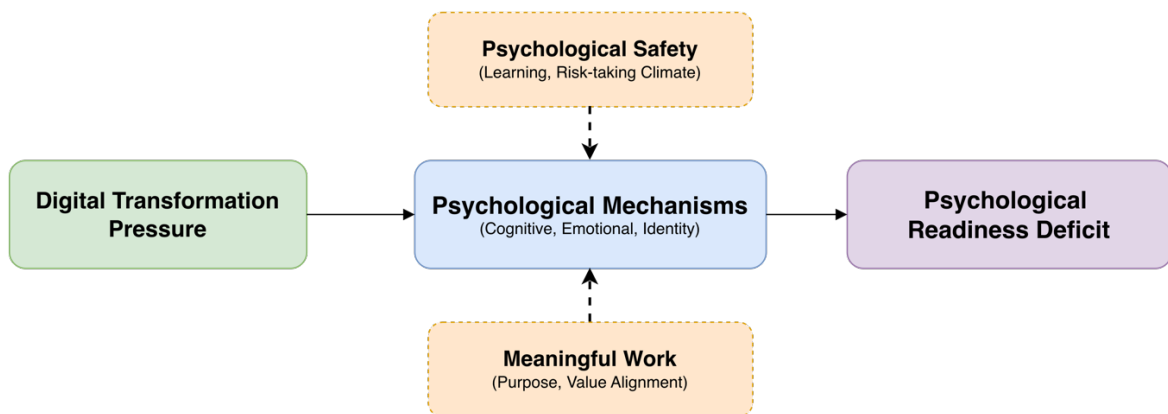 Psychological Safety
(Learning, Risk-taking Climate)
Digital Transformation
Pressure
Psychological Mechanisms
(Cognitive, Emotional, Identity)
Psychological
Readiness Deficit
Meaningful Work
(Purpose, Value Alignment)